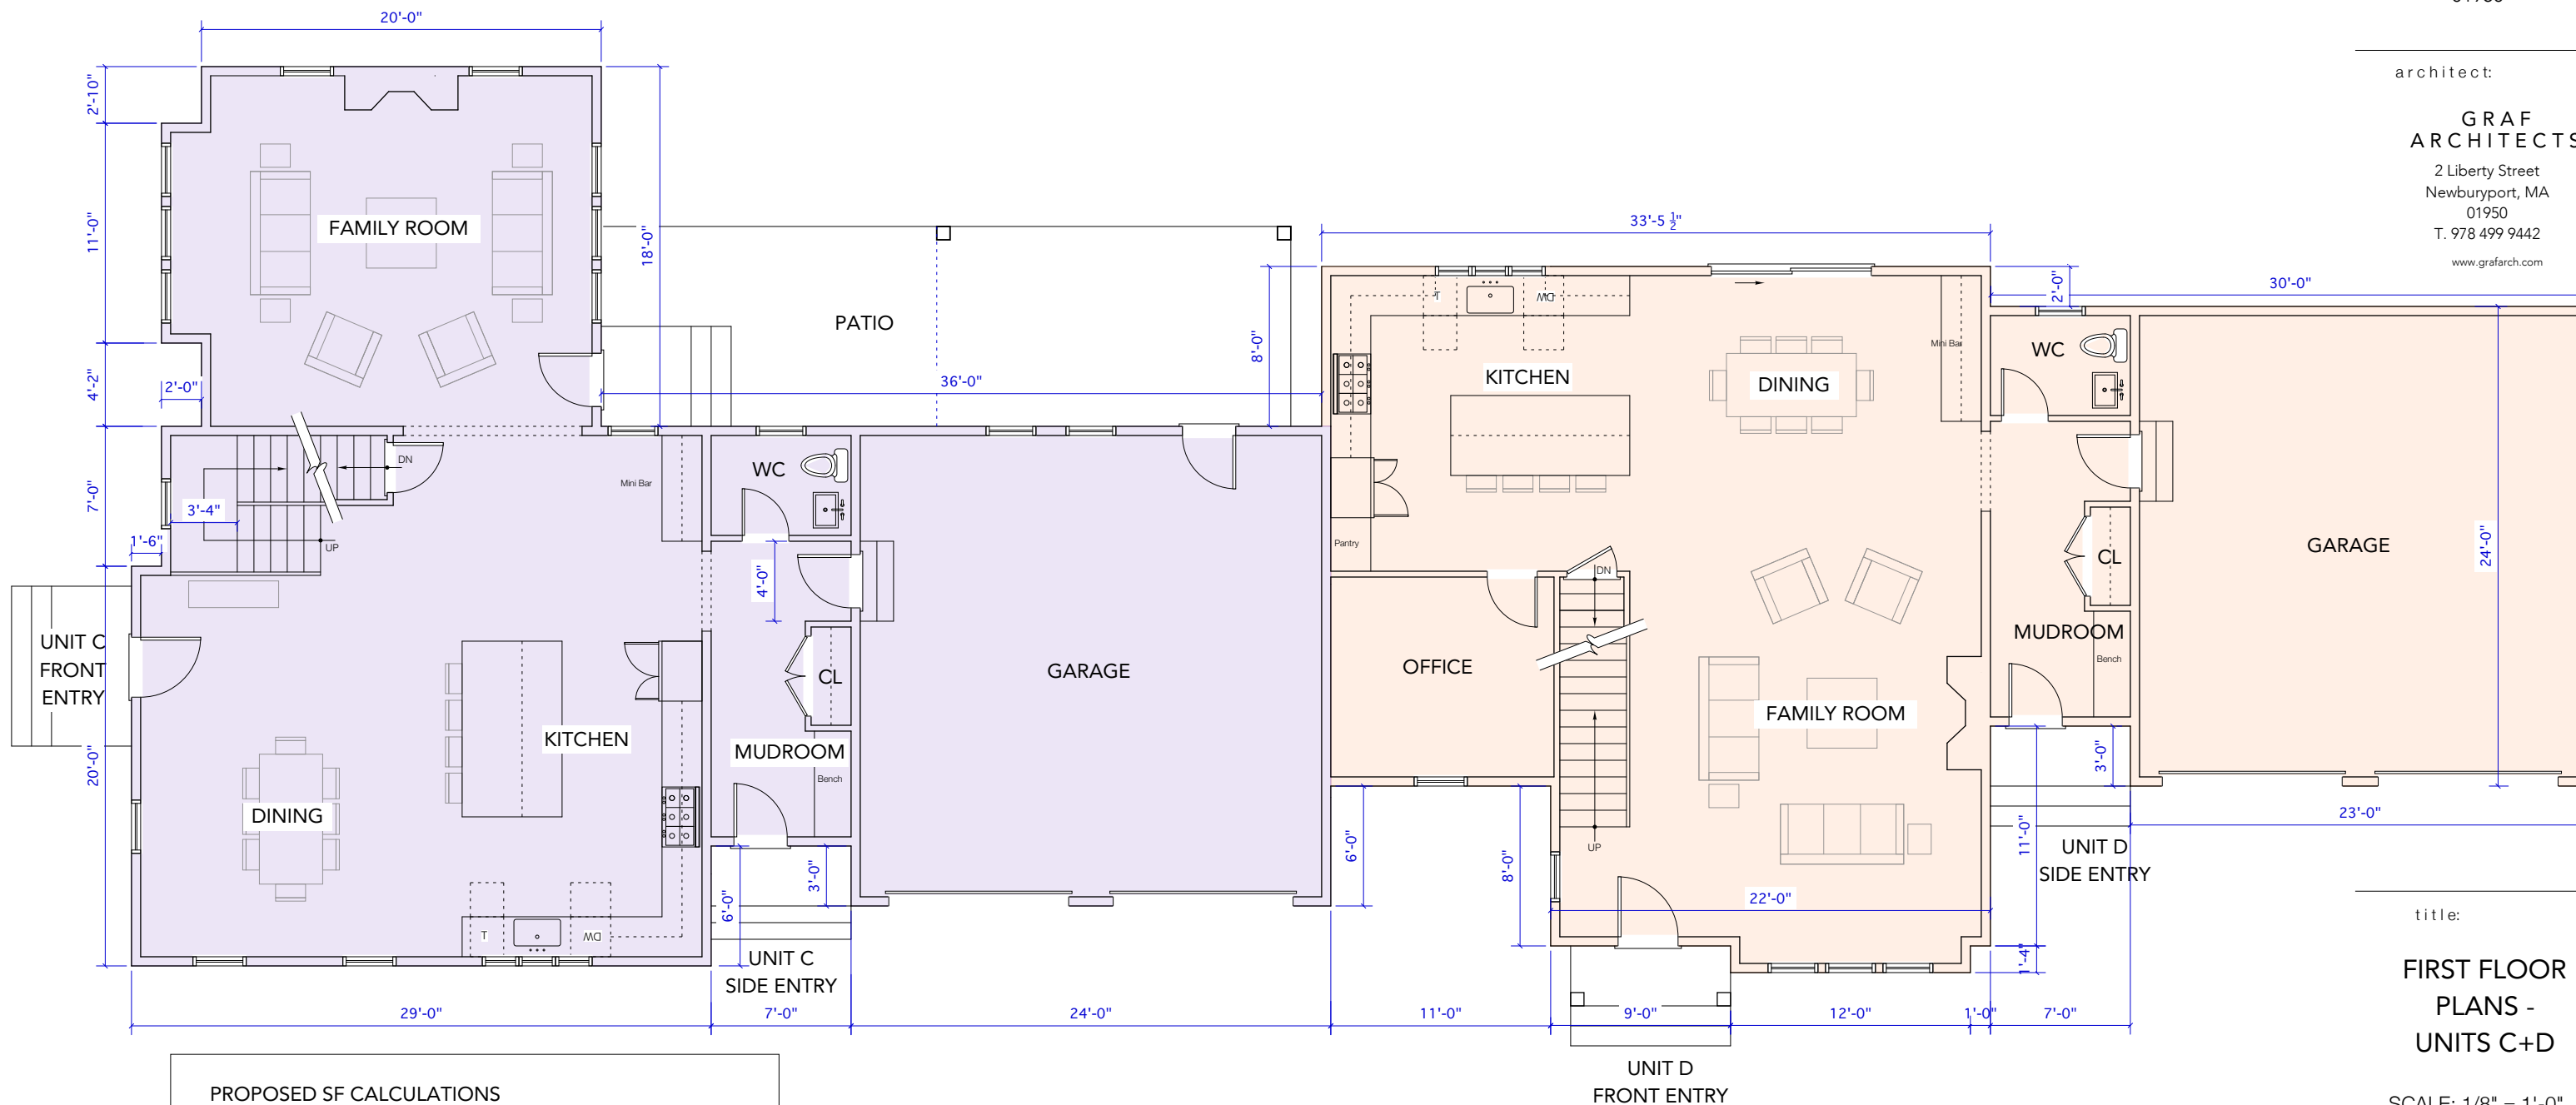 20'-0"
2'-10"
11'-0"
4'-2"
2'-0"
7'-0"
3'-4"
1'-6"
20'-0"
18'-0"
FAMILY ROOM
PATIO
36'-0"
8'-0"
DN
UP
Mini Bar
WC
4'-0"
CL
MUDROOM
Bench
GARAGE
KITCHEN
DINING
T
DW
UNIT C
FRONT
ENTRY
6'-0"
3'-0"
UNIT C
SIDE ENTRY
29'-0"
7'-0"
24'-0"
11'-0"
9'-0"
12'-0"
1'-0"
7'-0"
33'-5 1/2"
T
DW
KITCHEN
DINING
Mini Bar
Pantry
OFFICE
DN
UP
FAMILY ROOM
22'-0"
6'-0"
8'-0"
2'-0"
30'-0"
WC
CL
MUDROOM
Bench
GARAGE
24'-0"
3'-0"
11'-0"
1'-4"
23'-0"
UNIT D
SIDE ENTRY
UNIT D
FRONT ENTRY
PROPOSED SF CALCULATIONS
architect:
GRAF
ARCHITECTS
2 Liberty Street
Newburyport, MA
01950
T. 978 499 9442
www.grafarch.com
title:
FIRST FLOOR
PLANS -
UNITS C+D
SCALE: 1/8" = 1'-0"